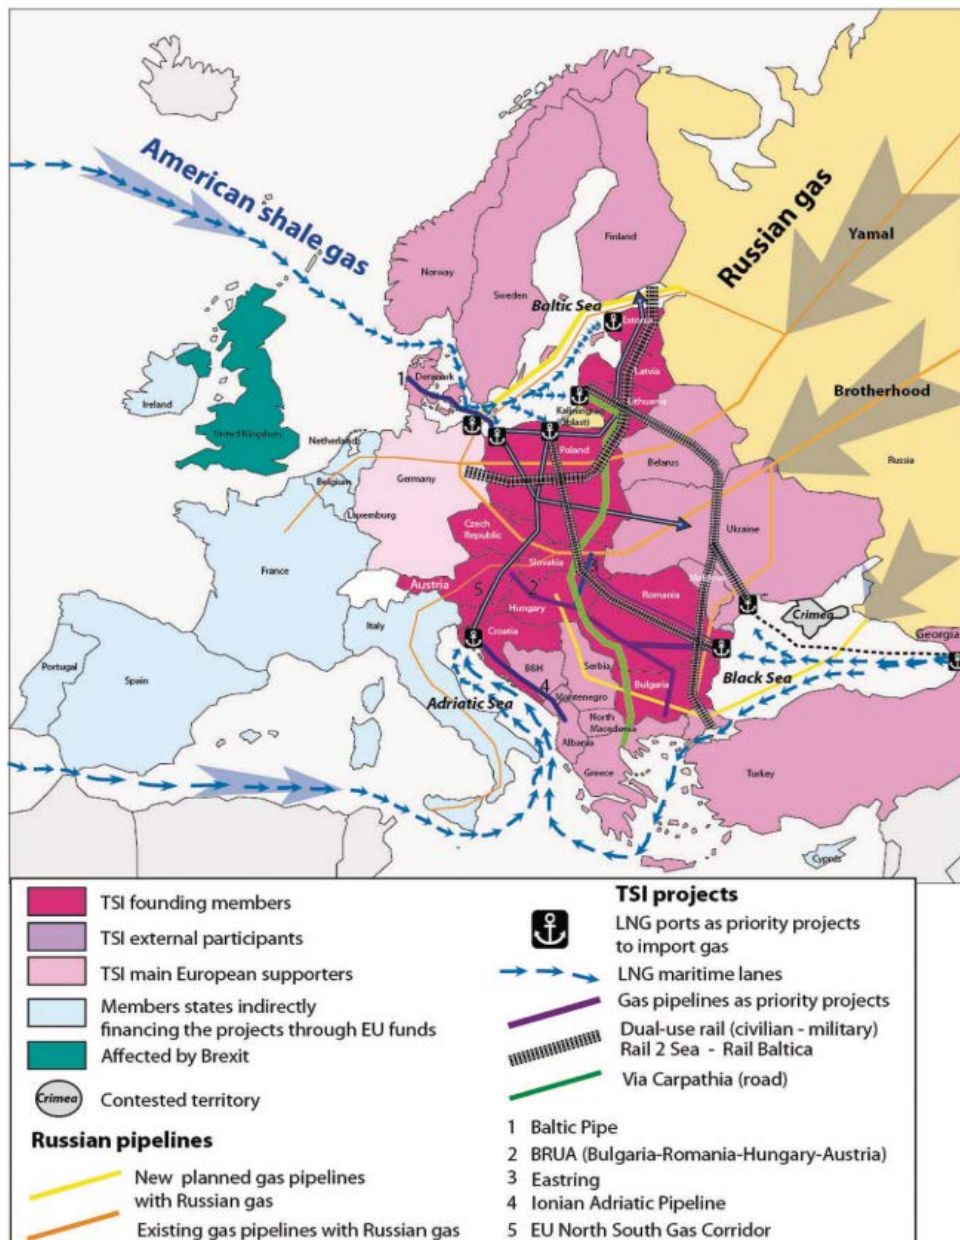 American shale gas
Russian gas
Yamal
Finland
Norway
Sweden
Baltic Sea
Estonia
Brotherhood
1
Denmark
Latvia
Lithuania
Ireland
Kaliningrad
(oblast)
United Kingdom
Netherlands
Poland
Belarus
Russia
Belgium
Germany
Luxemburg
Czech
Republic
Ukraine
Slovakia
3
France
Austria
5
2
Moldova
Romania
Hungary
Crimea
Italy
Croatia
Georgia
Portugal
Spain
B&H
Serbia
Black Sea
Adriatic Sea
4
Montenegro
Bulgaria
North
Macedonia
Albania
Greece
Turkey
Cyprus
TSI founding members
TSI external participants
TSI main European supporters
Members states indirectly
financing the projects through EU funds
Affected by Brexit
Crimea
Contested territory
Russian pipelines
New planned gas pipelines
with Russian gas
Existing gas pipelines with Russian gas
TSI projects
LNG ports as priority projects
to import gas
LNG maritime lanes
Gas pipelines as priority projects
Dual-use rail (civilian - military)
Rail 2 Sea - Rail Baltica
Via Carpathia (road)
1 Baltic Pipe
2 BRUA (Bulgaria-Romania-Hungary-Austria)
3 Eastring
4 Ionian Adriatic Pipeline
5 EU North South Gas Corridor